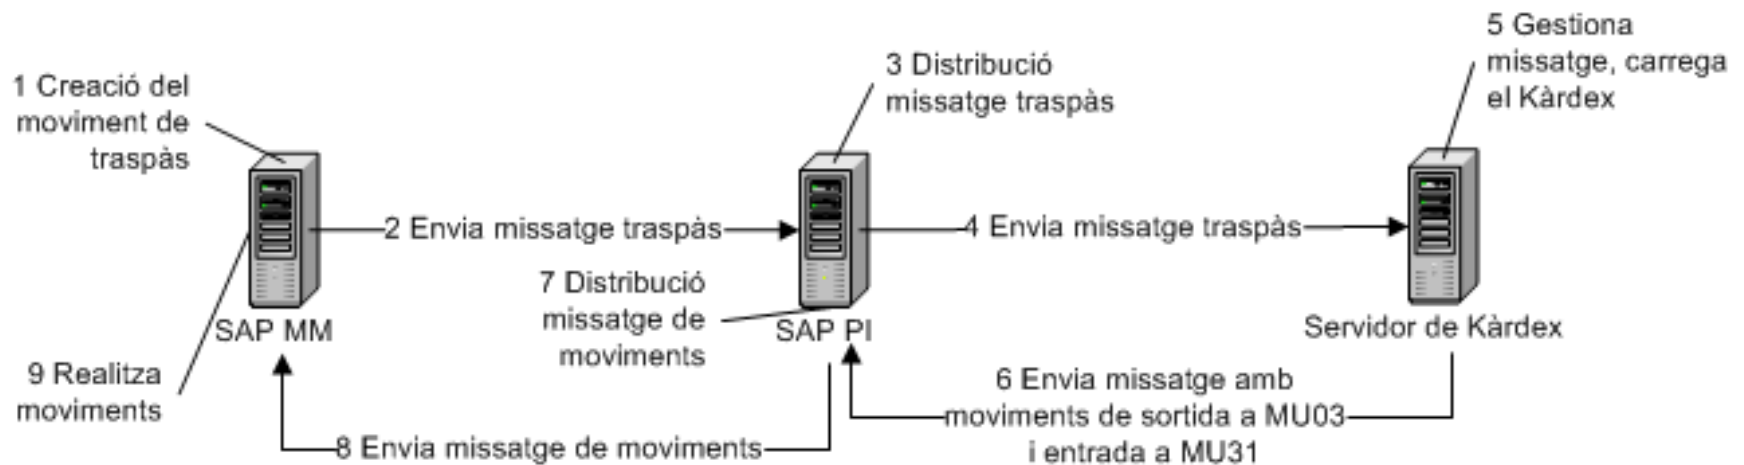 1 Creació del
moviment de
traspàs
2 Envia missatge traspàs
3 Distribució
missatge traspàs
4 Envia missatge traspàs
5 Gestiona
missatge, carrega
el Kàrdex
SAP MM
SAP PI
Servidor de Kàrdex
6 Envia missatge amb
moviments de sortida a MU03
i entrada a MU31
7 Distribució
missatge de
moviments
8 Envia missatge de moviments
9 Realitza
moviments